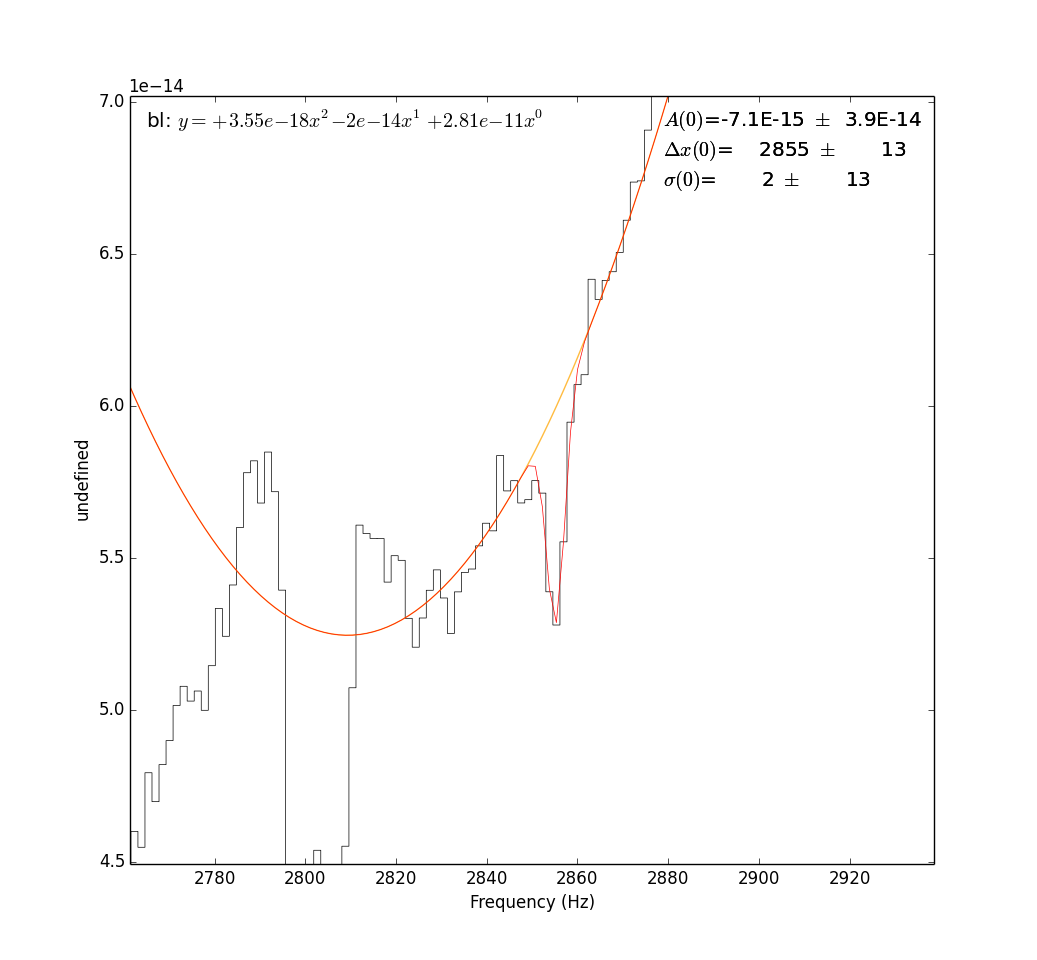 1e−14
bl: y = +3.55e−18x² −2e−14x¹ +2.81e−11x⁰
A(0)=-7.1E-15 ± 3.9E-14
Δx(0)= 2855 ± 13
σ(0)= 2 ± 13
7.0
6.5
6.0
5.5
5.0
4.5
undefined
2780 2800 2820 2840 2860 2880 2900 2920
Frequency (Hz)